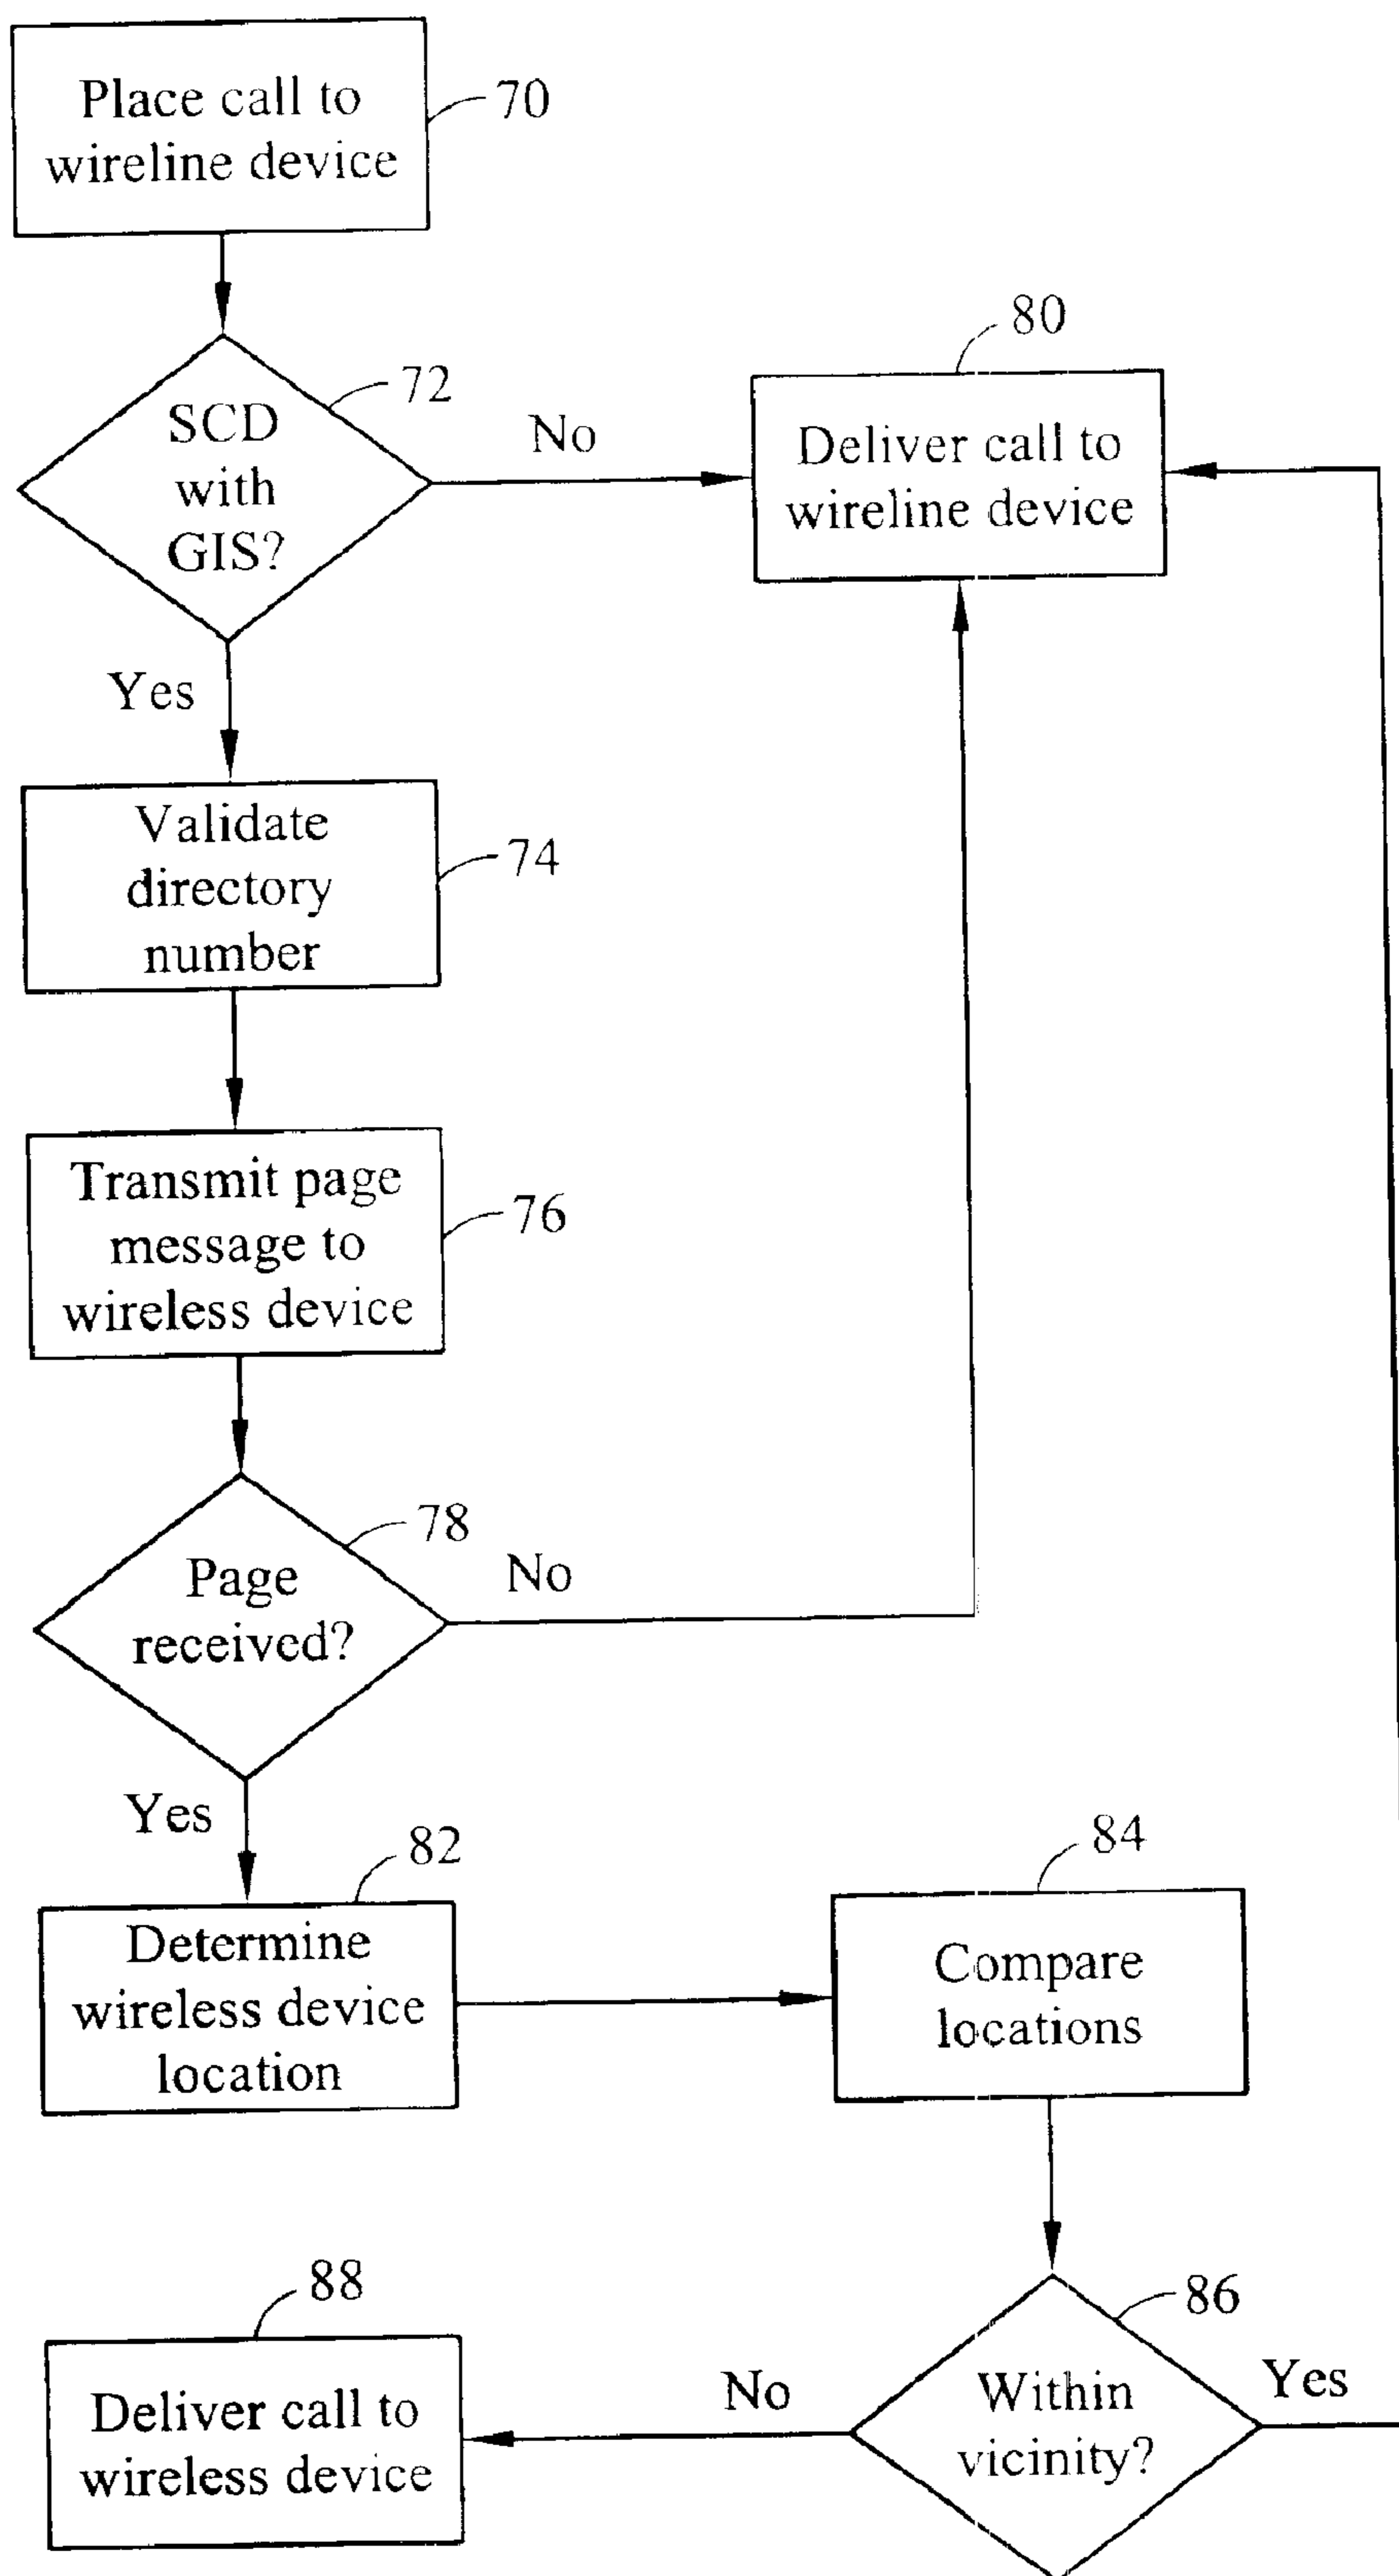 Place call to
wireline device
70
SCD
with
GIS?
72
No
80
Deliver call to
wireline device
Yes
Validate
directory
number
74
Transmit page
message to
wireless device
76
Page
received?
78
No
Yes
82
Determine
wireless device
location
84
Compare
locations
86
Within
vicinity?
Yes
No
88
Deliver call to
wireless device